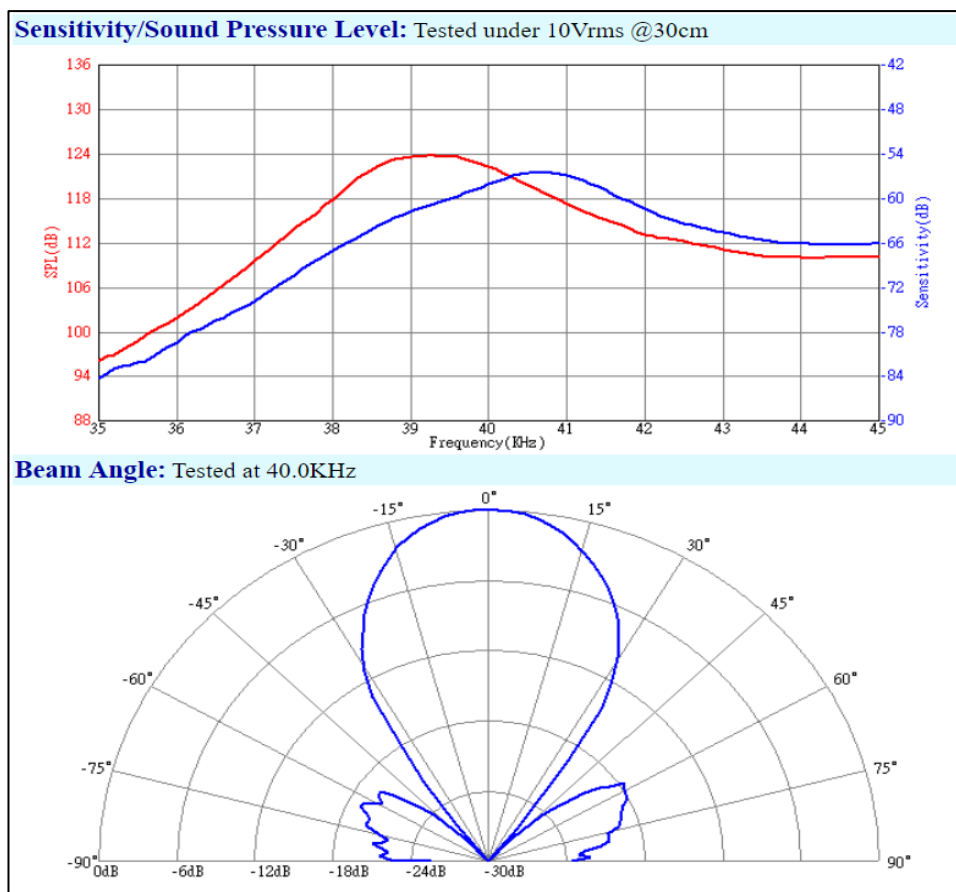 Sensitivity/Sound Pressure Level: Tested under 10Vrms @30cm
136 -42
130 -48
124 -54
118 -60
SPL(dB) Sensitivity(dB)
112 -66
106 -72
100 -78
94 -84
88 -90
35 36 37 38 39 40 41 42 43 44 45
Frequency(KHz)
Beam Angle: Tested at 40.0KHz
0°
-15° 15°
-30° 30°
-45° 45°
-60° 60°
-75° 75°
-90° 90°
0dB -6dB -12dB -18dB -24dB -30dB